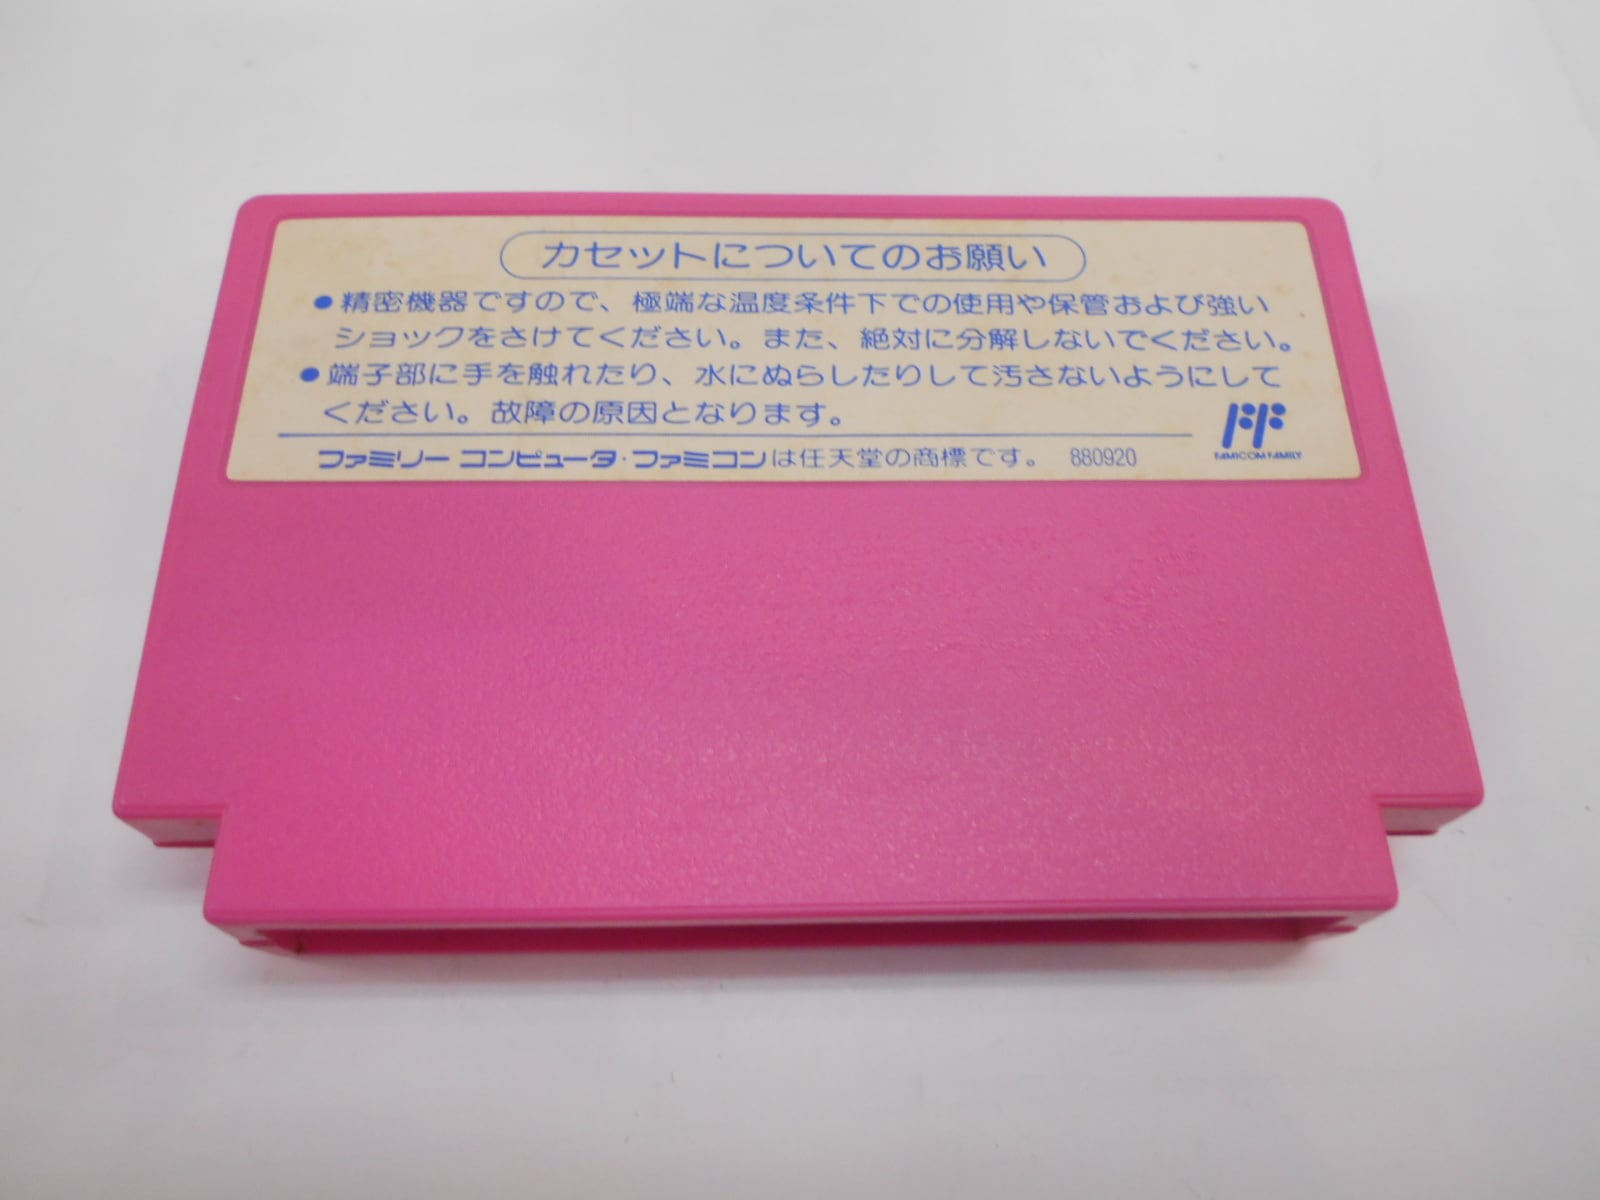 カセットについてのお願い
●精密機器ですので、極端な温度条件下での使用や保管および強い
ショックをさけてください。また、絶対に分解しないでください。
●端子部に手を触れたり、水にぬらしたりして汚さないようにして
ください。故障の原因となります。
FF
FAMICOM FAMILY
ファミリー コンピュータ・ファミコンは任天堂の商標です。 880920